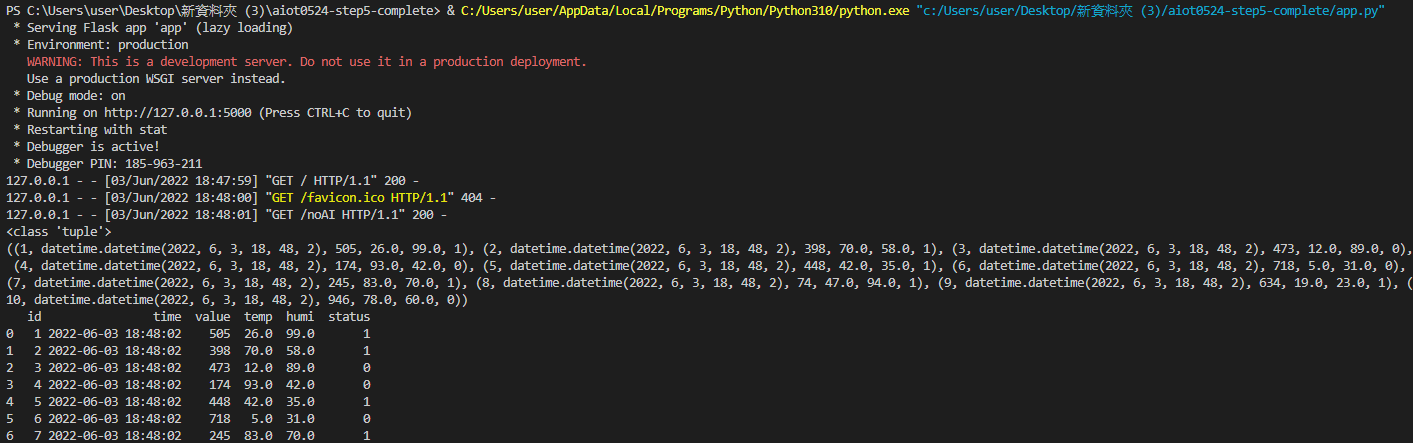 PS C:\Users\user\Desktop\新資料夾 (3)\aiot0524-step5-complete> & C:/Users/user/AppData/Local/Programs/Python/Python310/python.exe "c:/Users/user/Desktop/新資料夾 (3)/aiot0524-step5-complete/app.py"
 * Serving Flask app 'app' (lazy loading)
 * Environment: production
   WARNING: This is a development server. Do not use it in a production deployment.
   Use a production WSGI server instead.
 * Debug mode: on
 * Running on http://127.0.0.1:5000 (Press CTRL+C to quit)
 * Restarting with stat
 * Debugger is active!
 * Debugger PIN: 185-963-211
127.0.0.1 - - [03/Jun/2022 18:47:59] "GET / HTTP/1.1" 200 -
127.0.0.1 - - [03/Jun/2022 18:48:00] "GET /favicon.ico HTTP/1.1" 404 -
127.0.0.1 - - [03/Jun/2022 18:48:01] "GET /noAI HTTP/1.1" 200 -
<class 'tuple'>
((1, datetime.datetime(2022, 6, 3, 18, 48, 2), 505, 26.0, 99.0, 1), (2, datetime.datetime(2022, 6, 3, 18, 48, 2), 398, 70.0, 58.0, 1), (3, datetime.datetime(2022, 6, 3, 18, 48, 2), 473, 12.0, 89.0, 0),
 (4, datetime.datetime(2022, 6, 3, 18, 48, 2), 174, 93.0, 42.0, 0), (5, datetime.datetime(2022, 6, 3, 18, 48, 2), 448, 42.0, 35.0, 1), (6, datetime.datetime(2022, 6, 3, 18, 48, 2), 718, 5.0, 31.0, 0),
(7, datetime.datetime(2022, 6, 3, 18, 48, 2), 245, 83.0, 70.0, 1), (8, datetime.datetime(2022, 6, 3, 18, 48, 2), 74, 47.0, 94.0, 1), (9, datetime.datetime(2022, 6, 3, 18, 48, 2), 634, 19.0, 23.0, 1), (
10, datetime.datetime(2022, 6, 3, 18, 48, 2), 946, 78.0, 60.0, 0))
   id                time  value  temp  humi  status
0   1 2022-06-03 18:48:02    505  26.0  99.0       1
1   2 2022-06-03 18:48:02    398  70.0  58.0       1
2   3 2022-06-03 18:48:02    473  12.0  89.0       0
3   4 2022-06-03 18:48:02    174  93.0  42.0       0
4   5 2022-06-03 18:48:02    448  42.0  35.0       1
5   6 2022-06-03 18:48:02    718   5.0  31.0       0
6   7 2022-06-03 18:48:02    245  83.0  70.0       1